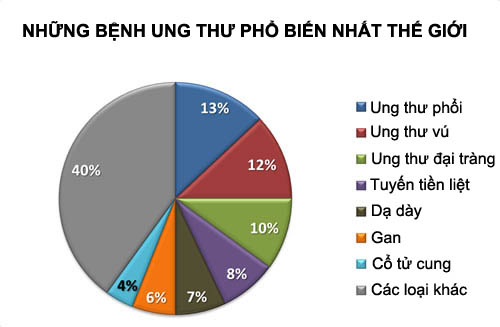 NHỮNG BỆNH UNG THƯ PHỔ BIẾN NHẤT THẾ GIỚI
13%
12%
10%
8%
7%
6%
4%
40%
Ung thư phổi
Ung thư vú
Ung thư đại tràng
Tuyến tiền liệt
Dạ dày
Gan
Cổ tử cung
Các loại khác